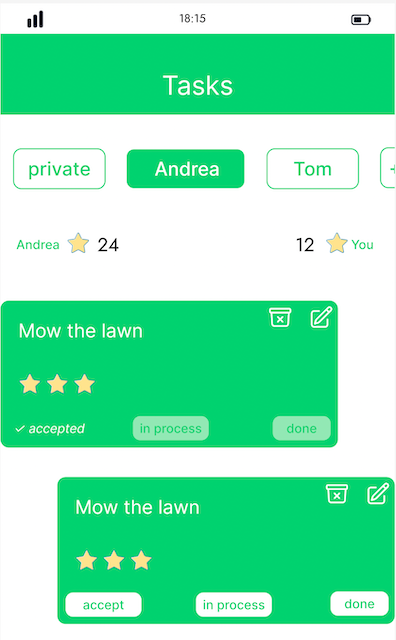 18:15
Tasks
private Andrea Tom +
Andrea 24 12 You
Mow the lawn
✓ accepted in process done
Mow the lawn
accept in process done